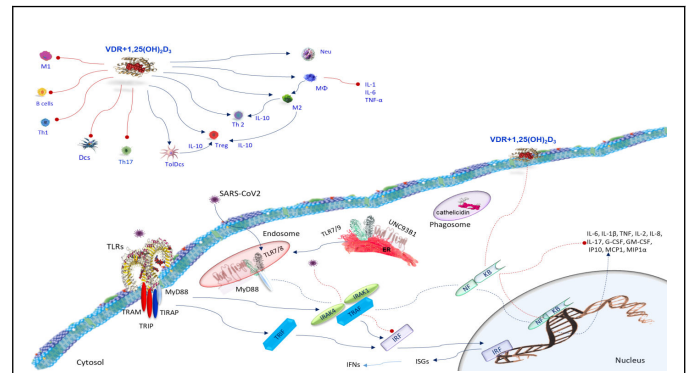 VDR+1,25(OH)₂D₃
Neu
M1
MΦ
IL-1
IL-6
TNF-α
B cells
M2
Th1
Th 2
IL-10
Dcs
Th17
TolDcs
IL-10
Treg
IL-10
VDR+1,25(OH)₂D₃
SARS-CoV2
cathelicidin
Phagosome
UNC93B1
TLR7/9
ER
Endosome
TLRs
TLR7/8
MyD88
IL-6, IL-1β, TNF, IL-2, IL-8,
IL-17, G-CSF, GM-CSF,
IP10, MCP1, MIP1α
MyD88
TRAM
TIRAP
TRIP
IRAK1
IRAK4
TRAF
NF
KB
NF
KB
TRIF
IRF
IRF
Cytosol
IFNs
ISGs
Nucleus